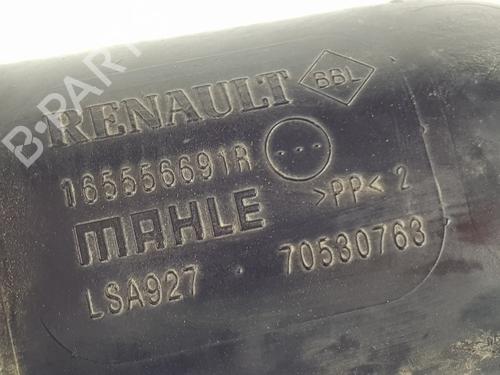 RENAULT BBL
165556691R ---
MAHLE >PP< 2
LSA927 70530763
B-PARTS